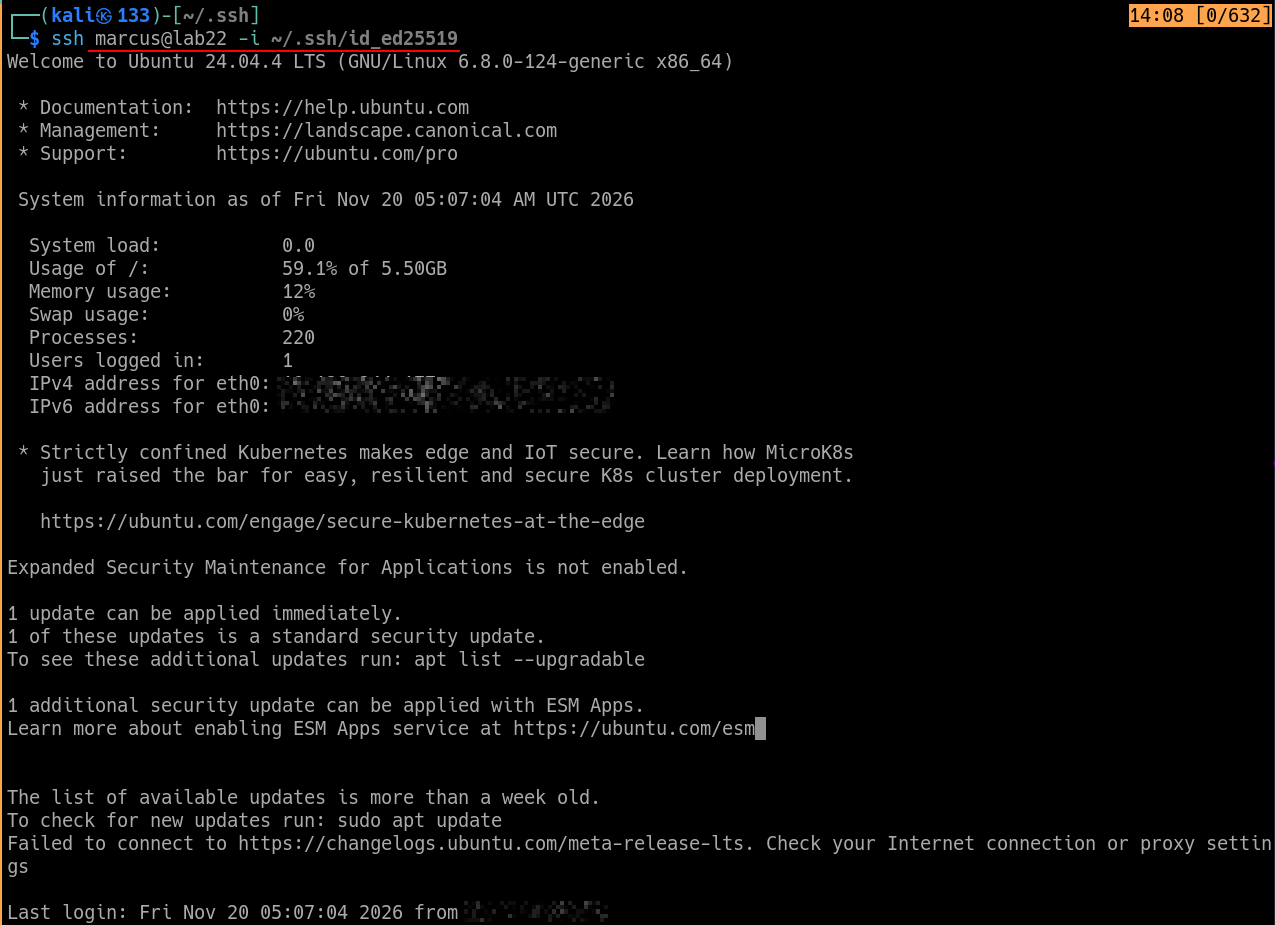 ┌──(kali㉿133)-[~/.ssh]
14:08 [0/632]
└─$ ssh marcus@lab22 -i ~/.ssh/id_ed25519
Welcome to Ubuntu 24.04.4 LTS (GNU/Linux 6.8.0-124-generic x86_64)
* Documentation:  https://help.ubuntu.com
* Management:     https://landscape.canonical.com
* Support:        https://ubuntu.com/pro
System information as of Fri Nov 20 05:07:04 AM UTC 2026
System load:           0.0
Usage of /:            59.1% of 5.50GB
Memory usage:          12%
Swap usage:            0%
Processes:             220
Users logged in:       1
IPv4 address for eth0:
IPv6 address for eth0:
* Strictly confined Kubernetes makes edge and IoT secure. Learn how MicroK8s
just raised the bar for easy, resilient and secure K8s cluster deployment.
https://ubuntu.com/engage/secure-kubernetes-at-the-edge
Expanded Security Maintenance for Applications is not enabled.
1 update can be applied immediately.
1 of these updates is a standard security update.
To see these additional updates run: apt list --upgradable
1 additional security update can be applied with ESM Apps.
Learn more about enabling ESM Apps service at https://ubuntu.com/esm
The list of available updates is more than a week old.
To check for new updates run: sudo apt update
Failed to connect to https://changelogs.ubuntu.com/meta-release-lts. Check your Internet connection or proxy settin
gs
Last login: Fri Nov 20 05:07:04 2026 from